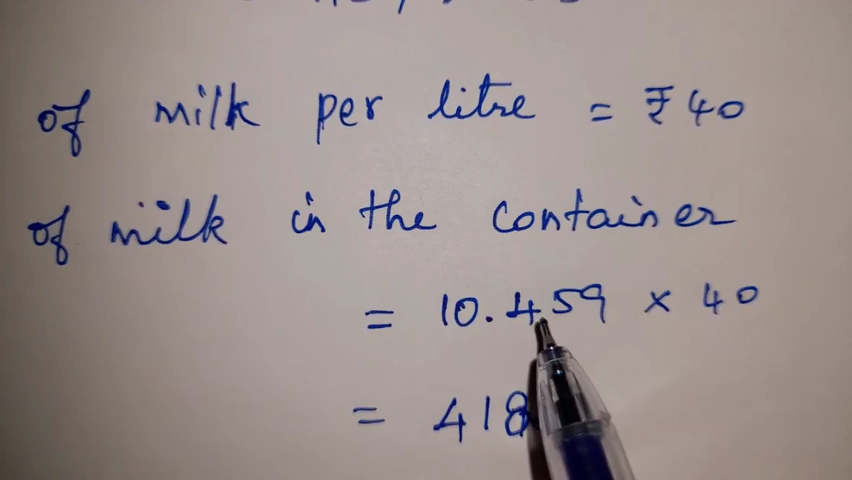 of milk per litre = ₹40
of milk in the container
= 10.459 × 40
= 418